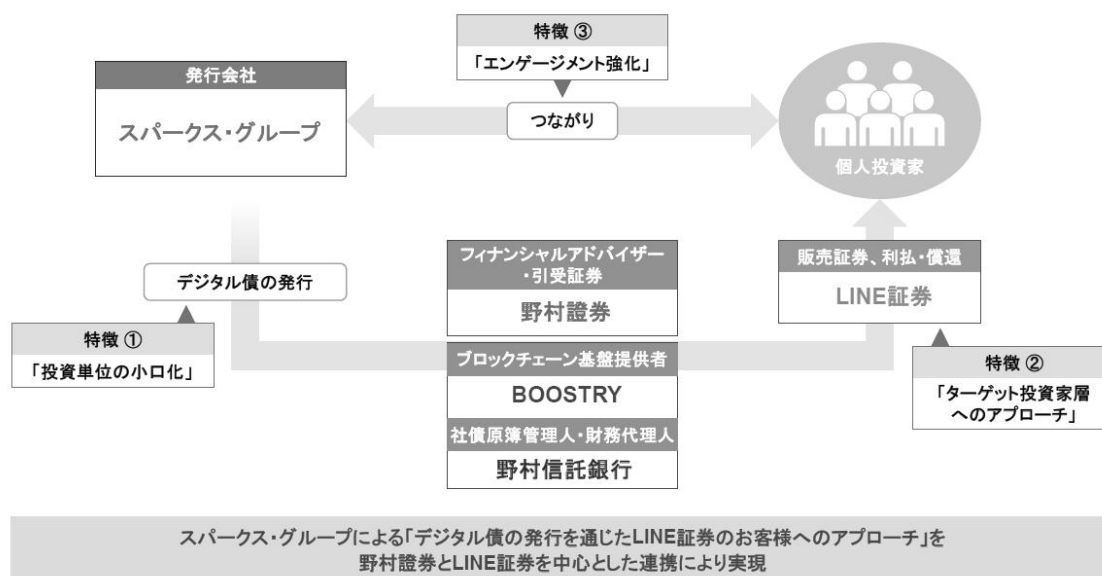 特徴 ③
「エンゲージメント強化」
発行会社
スパークス・グループ
つながり
個人投資家
デジタル債の発行
特徴 ①
「投資単位の小口化」
フィナンシャルアドバイザー
・引受証券
野村證券
ブロックチェーン基盤提供者
BOOSTRY
社債原簿管理人・財務代理人
野村信託銀行
販売証券、利払・償還
LINE証券
特徴 ②
「ターゲット投資家層
へのアプローチ」
スパークス・グループによる「デジタル債の発行を通じたLINE証券のお客様へのアプローチ」を
野村證券とLINE証券を中心とした連携により実現